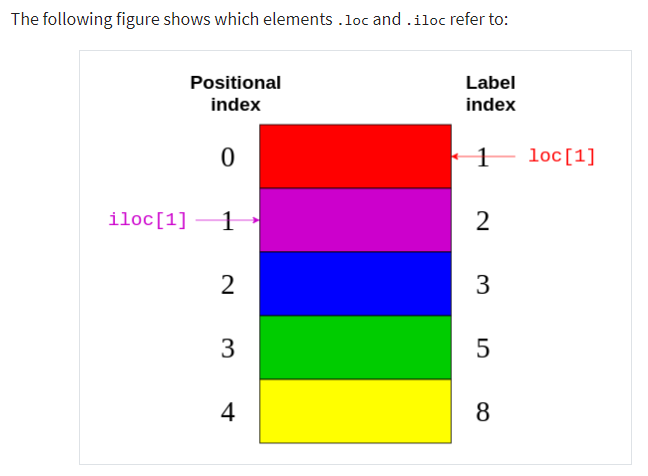 The following figure shows which elements .loc and .iloc refer to:
Positional index
Label index
0
1
loc[1]
iloc[1]
1
2
2
3
3
5
4
8